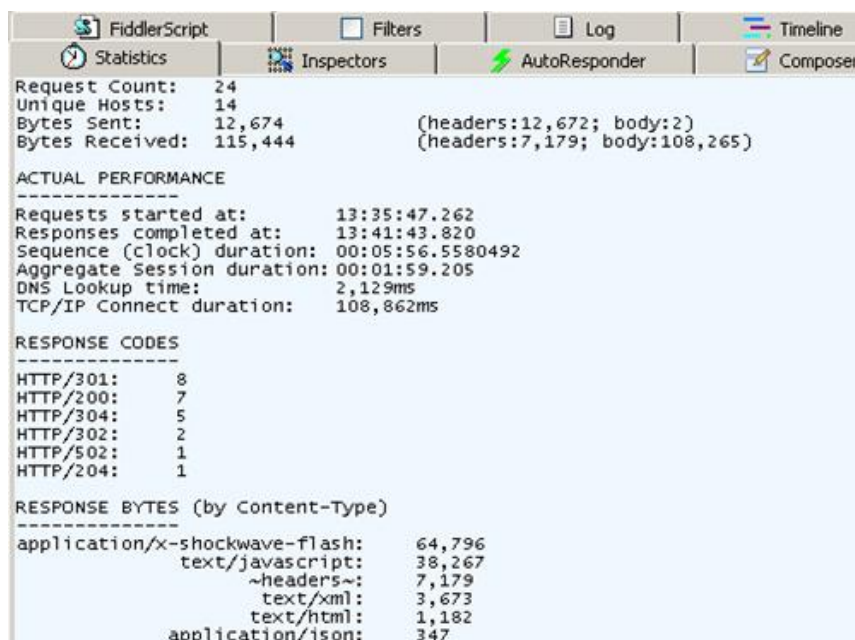 FiddlerScript Filters Log Timeline
Statistics Inspectors AutoResponder Composer
Request Count: 24
Unique Hosts: 14
Bytes Sent: 12,674 (headers:12,672; body:2)
Bytes Received: 115,444 (headers:7,179; body:108,265)
ACTUAL PERFORMANCE
--------------
Requests started at: 13:35:47.262
Responses completed at: 13:41:43.820
Sequence (clock) duration: 00:05:56.5580492
Aggregate Session duration: 00:01:59.205
DNS Lookup time: 2,129ms
TCP/IP Connect duration: 108,862ms
RESPONSE CODES
--------------
HTTP/301: 8
HTTP/200: 7
HTTP/304: 5
HTTP/302: 2
HTTP/502: 1
HTTP/204: 1
RESPONSE BYTES (by Content-Type)
--------------
application/x-shockwave-flash: 64,796
text/javascript: 38,267
~headers~: 7,179
text/xml: 3,673
text/html: 1,182
application/json: 347